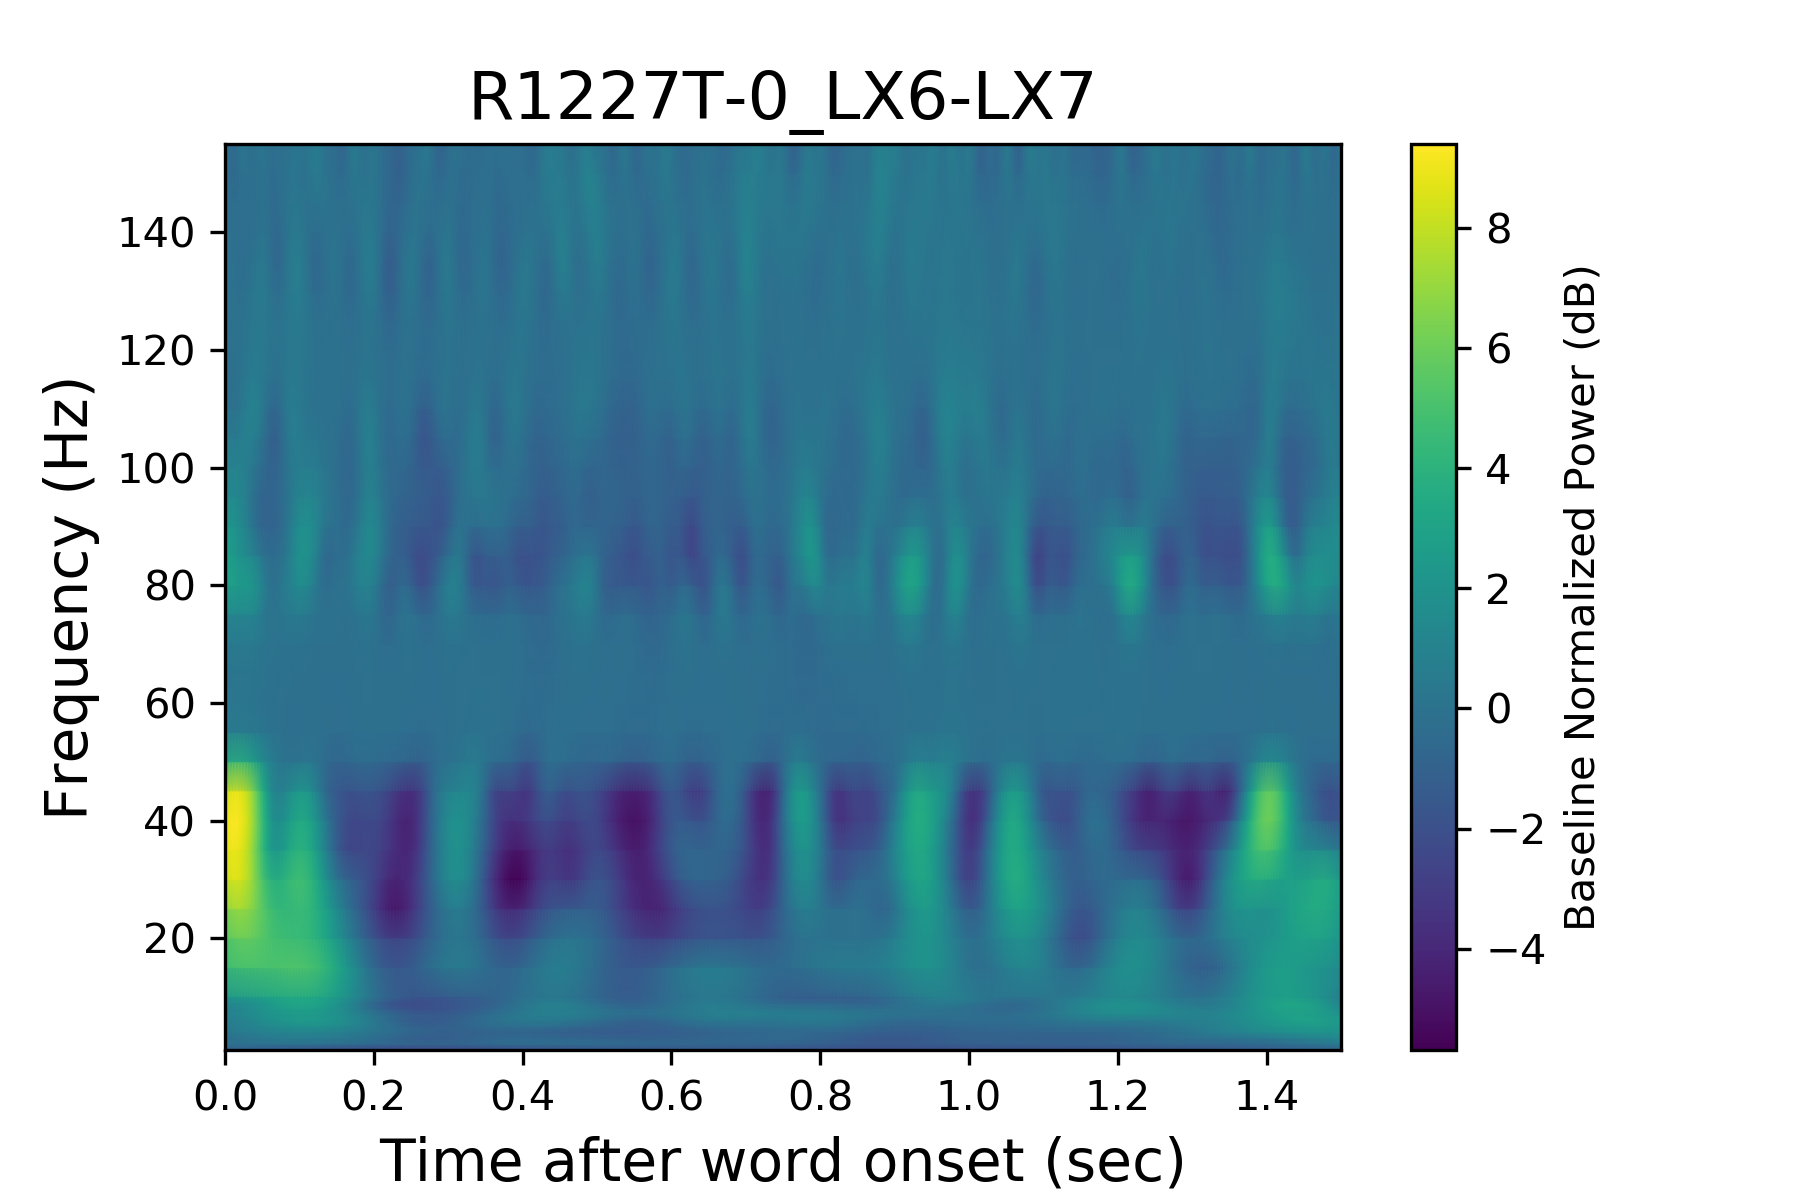 R1227T-0_LX6-LX7
140
120
100
80
60
40
20
Frequency (Hz)
0.0 0.2 0.4 0.6 0.8 1.0 1.2 1.4
Time after word onset (sec)
8
6
4
2
0
−2
−4
Baseline Normalized Power (dB)